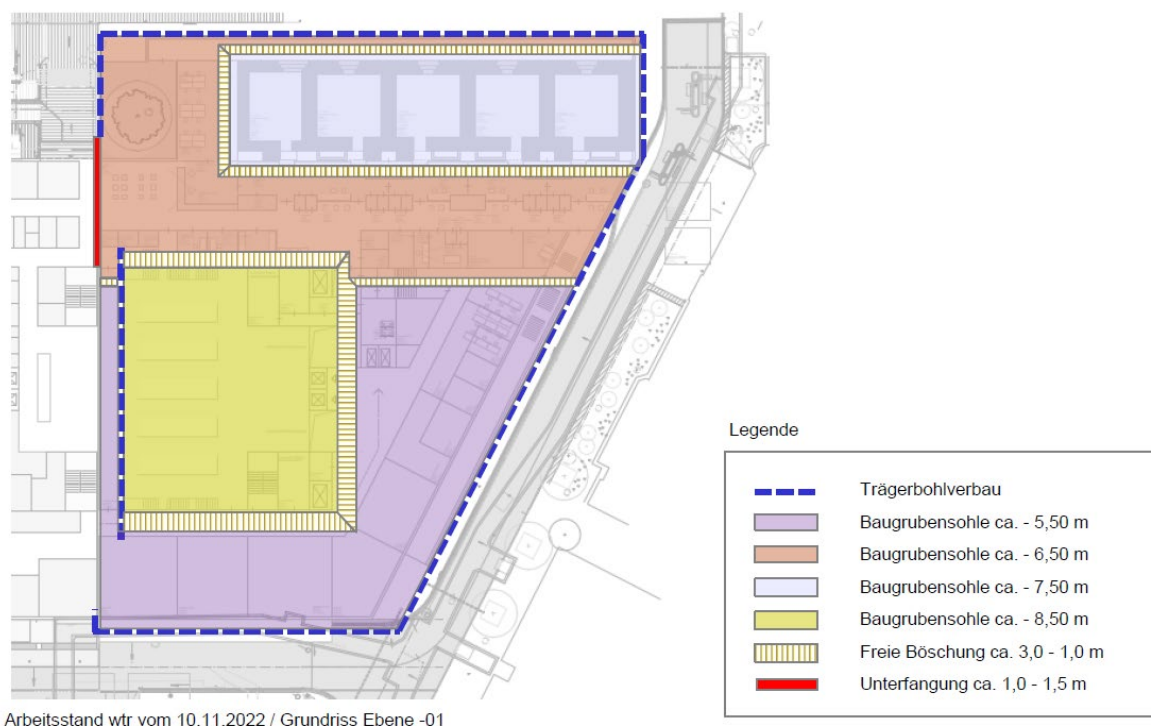 Legende
Trägerbohlverbau
Baugrubensohle ca. - 5,50 m
Baugrubensohle ca. - 6,50 m
Baugrubensohle ca. - 7,50 m
Baugrubensohle ca. - 8,50 m
Freie Böschung ca. 3,0 - 1,0 m
Unterfangung ca. 1,0 - 1,5 m
Arbeitsstand wtr vom 10.11.2022 / Grundriss Ebene -01